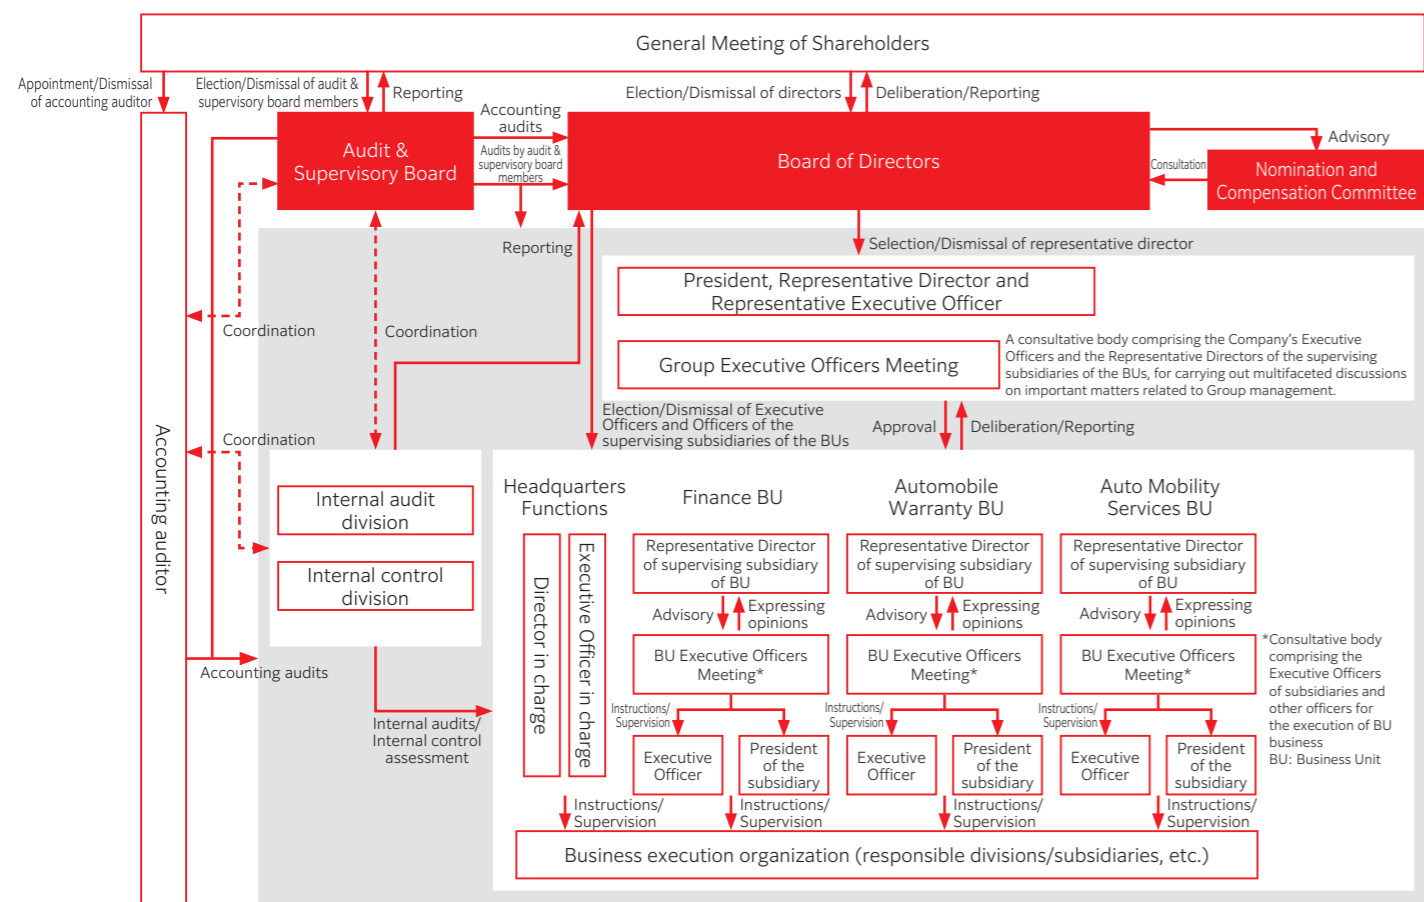 General Meeting of Shareholders
Appointment/Dismissal
of accounting auditor
Election/Dismissal of audit &
supervisory board members
Reporting
Election/Dismissal of directors
Deliberation/Reporting
Audit &
Supervisory Board
Accounting
audits
Audits by audit &
supervisory board
members
Board of Directors
Advisory
Consultation
Nomination and
Compensation Committee
Reporting
Selection/Dismissal of representative director
President, Representative Director and
Representative Executive Officer
Group Executive Officers Meeting
A consultative body comprising the Company’s Executive
Officers and the Representative Directors of the supervising
subsidiaries of the BUs, for carrying out multifaceted discussions
on important matters related to Group management.
Coordination
Coordination
Coordination
Election/Dismissal of Executive
Officers and Officers of the
supervising subsidiaries of the BUs
Approval
Deliberation/Reporting
Accounting auditor
Internal audit
division
Internal control
division
Accounting audits
Internal audits/
Internal control
assessment
Headquarters
Functions
Director in charge
Executive Officer in charge
Finance BU
Representative Director
of supervising subsidiary
of BU
Advisory
Expressing
opinions
BU Executive Officers
Meeting*
Instructions/
Supervision
Executive
Officer
President
of the
subsidiary
Automobile
Warranty BU
Representative Director
of supervising subsidiary
of BU
Advisory
Expressing
opinions
BU Executive Officers
Meeting*
Instructions/
Supervision
Executive
Officer
President
of the
subsidiary
Auto Mobility
Services BU
Representative Director
of supervising subsidiary
of BU
Advisory
Expressing
opinions
BU Executive Officers
Meeting*
Instructions/
Supervision
Executive
Officer
President
of the
subsidiary
*Consultative body
comprising the
Executive Officers
of subsidiaries and
other officers for
the execution of BU
business
BU: Business Unit
Instructions/
Supervision
Instructions/
Supervision
Instructions/
Supervision
Instructions/
Supervision
Business execution organization (responsible divisions/subsidiaries, etc.)